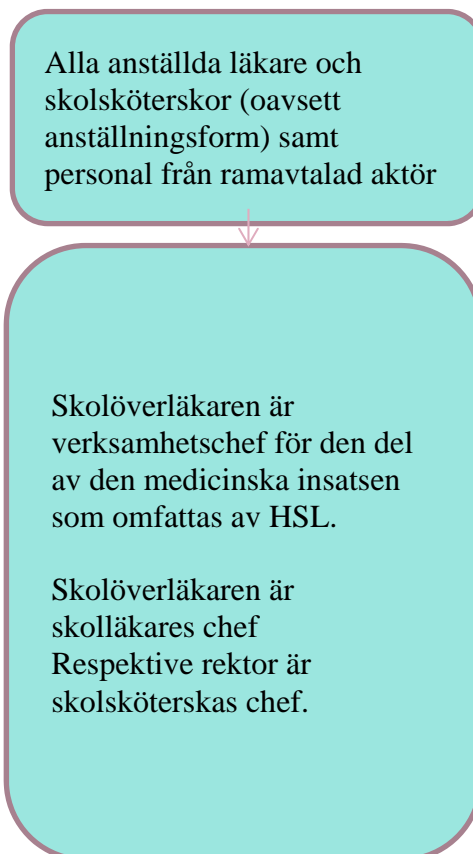 Alla anställda läkare och
skolsköterskor (oavsett
anställningsform) samt
personal från ramavtalad aktör
Skolöverläkaren är
verksamhetschef för den del
av den medicinska insatsen
som omfattas av HSL.
Skolöverläkaren är
skolläkares chef
Respektive rektor är
skolsköterskas chef.